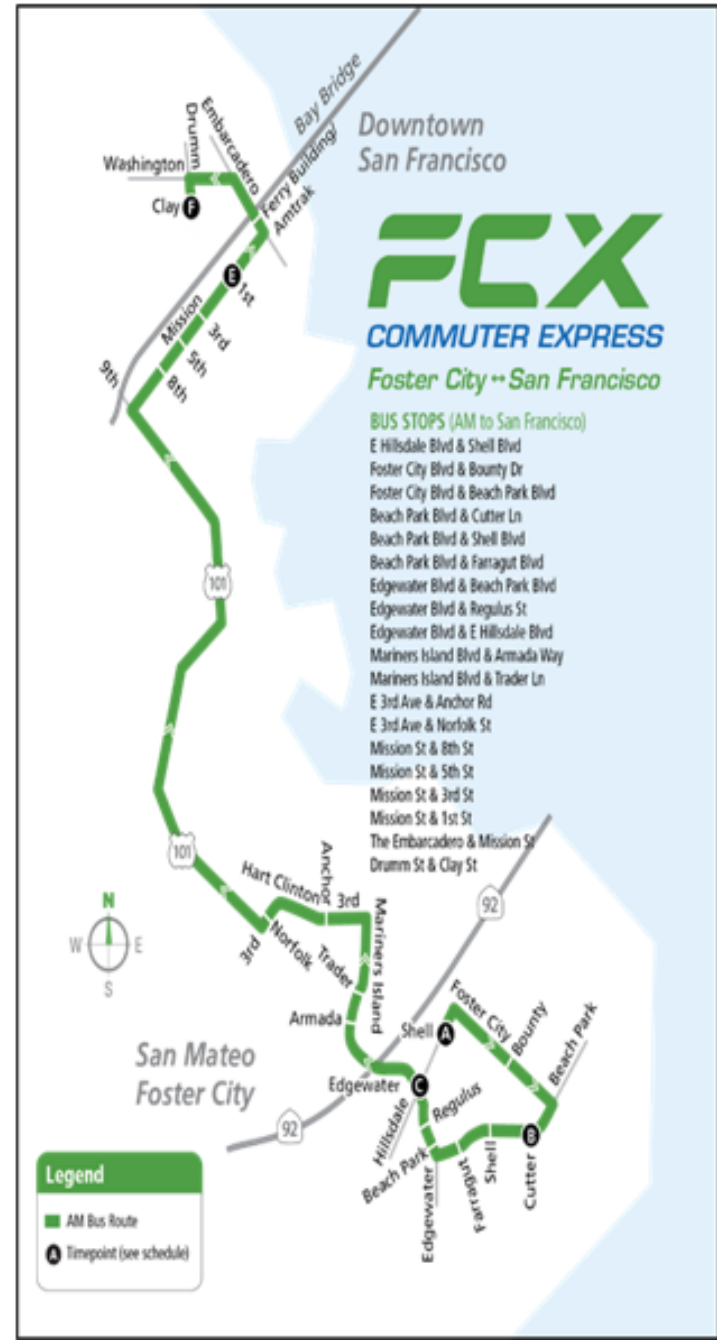 Bay Bridge
Downtown
San Francisco
Embarcadero
Drumm
Washington
Clay F
Ferry Building/
Amtrak
E 1st
Mission
3rd
5th
8th
9th
FCX
COMMUTER EXPRESS
Foster City ↔ San Francisco
BUS STOPS (AM to San Francisco)
E Hillsdale Blvd & Shell Blvd
Foster City Blvd & Bounty Dr
Foster City Blvd & Beach Park Blvd
Beach Park Blvd & Cutter Ln
Beach Park Blvd & Shell Blvd
Beach Park Blvd & Farragut Blvd
Edgewater Blvd & Beach Park Blvd
Edgewater Blvd & Regulus St
Edgewater Blvd & E Hillsdale Blvd
Mariners Island Blvd & Armada Way
Mariners Island Blvd & Trader Ln
E 3rd Ave & Anchor Rd
E 3rd Ave & Norfolk St
Mission St & 8th St
Mission St & 5th St
Mission St & 3rd St
Mission St & 1st St
The Embarcadero & Mission St
Drumm St & Clay St
101
101
92
Hart Clinton
Anchor
3rd
3rd
Norfolk
Trader
Mariners Island
Armada
N
W E
S
San Mateo
Foster City
92
Edgewater
C
Shell A
Foster City
Bounty
Beach Park
Hillsdale
Regulus
Beach Park
Edgewater
Farragut
Shell
Cutter
B
Legend
AM Bus Route
A Timepoint (see schedule)